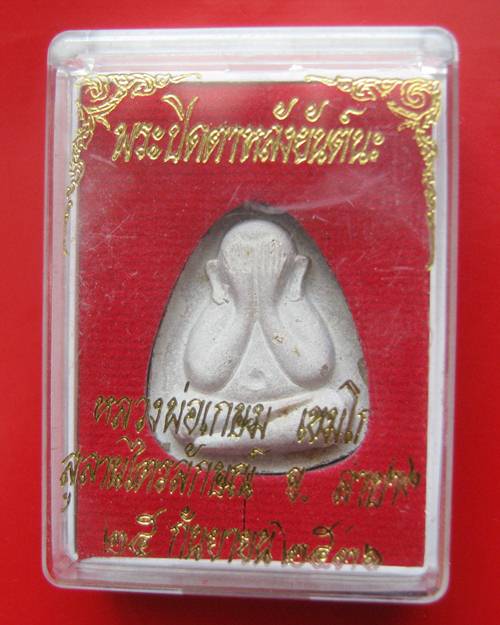 พระปิดตาหลังยันต์นะ
หลวงพ่อเกษม เขมโก
สุสานไตรลักษณ์ จ. ลำปาง
๒๕ กันยายน ๒๕๓๖